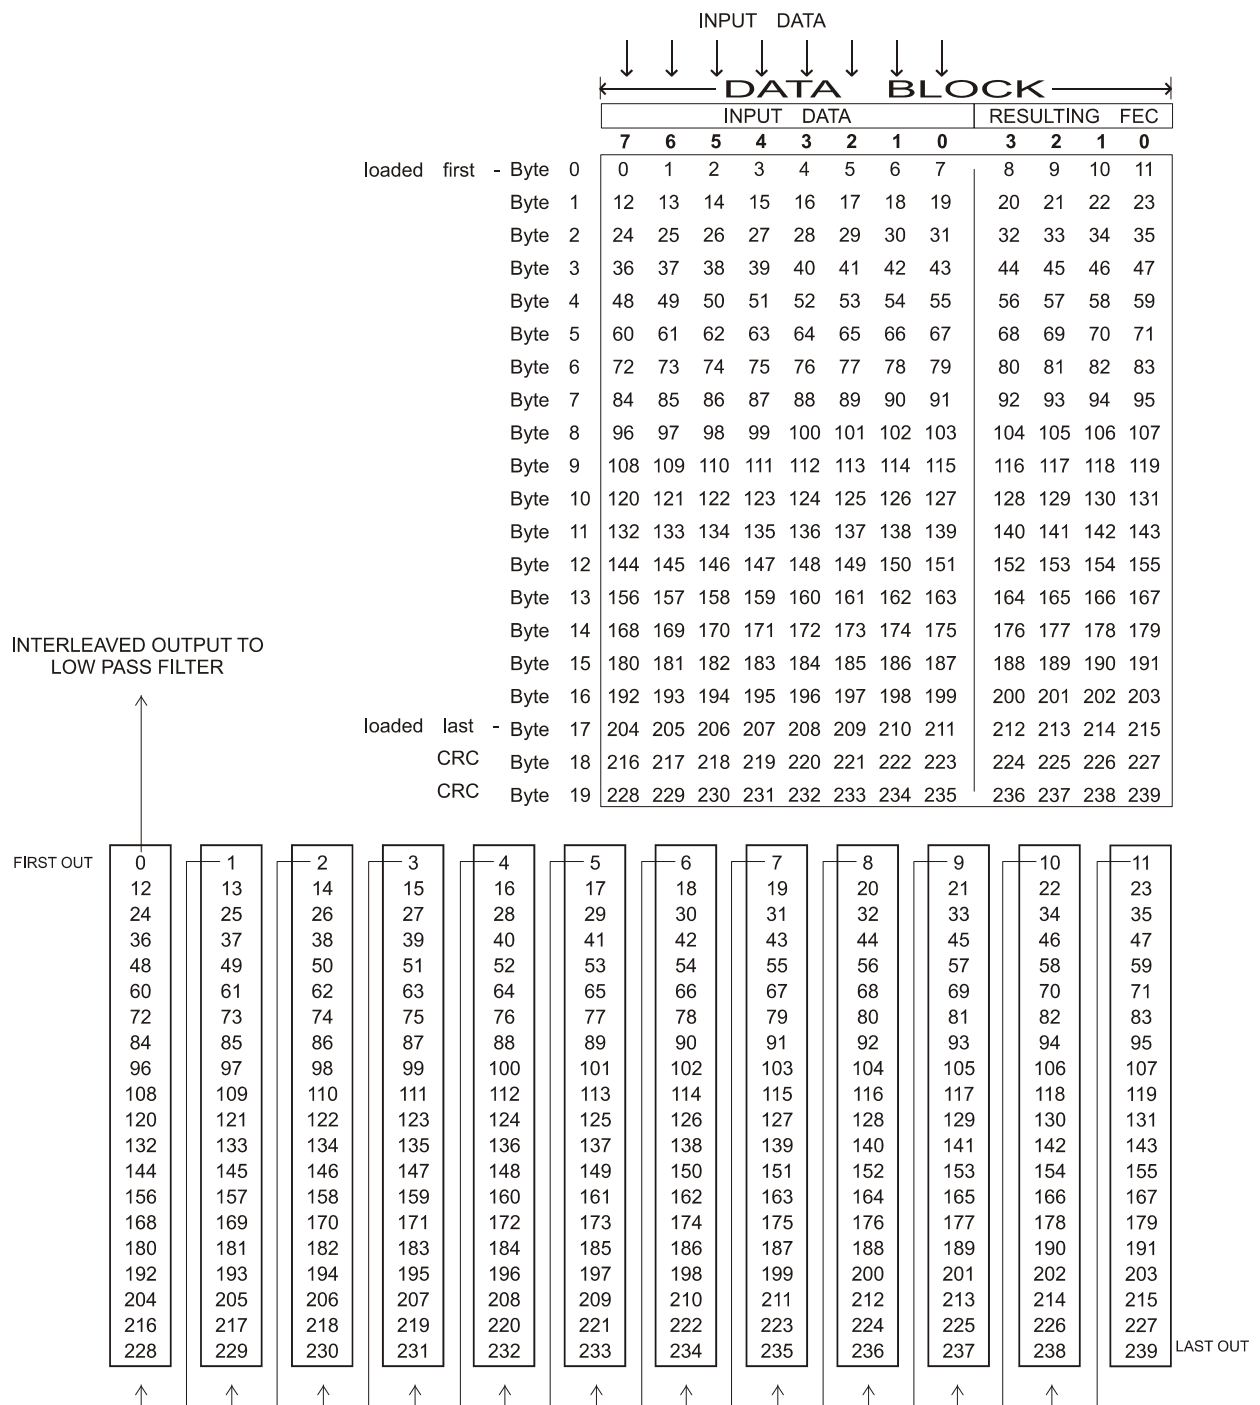 INPUT DATA
DATA BLOCK
INPUT DATA RESULTING FEC
7 6 5 4 3 2 1 0 3 2 1 0
loaded first - Byte 0 0 1 2 3 4 5 6 7 8 9 10 11
Byte 1 12 13 14 15 16 17 18 19 20 21 22 23
Byte 2 24 25 26 27 28 29 30 31 32 33 34 35
Byte 3 36 37 38 39 40 41 42 43 44 45 46 47
Byte 4 48 49 50 51 52 53 54 55 56 57 58 59
Byte 5 60 61 62 63 64 65 66 67 68 69 70 71
Byte 6 72 73 74 75 76 77 78 79 80 81 82 83
Byte 7 84 85 86 87 88 89 90 91 92 93 94 95
Byte 8 96 97 98 99 100 101 102 103 104 105 106 107
Byte 9 108 109 110 111 112 113 114 115 116 117 118 119
Byte 10 120 121 122 123 124 125 126 127 128 129 130 131
Byte 11 132 133 134 135 136 137 138 139 140 141 142 143
Byte 12 144 145 146 147 148 149 150 151 152 153 154 155
Byte 13 156 157 158 159 160 161 162 163 164 165 166 167
Byte 14 168 169 170 171 172 173 174 175 176 177 178 179
Byte 15 180 181 182 183 184 185 186 187 188 189 190 191
Byte 16 192 193 194 195 196 197 198 199 200 201 202 203
loaded last - Byte 17 204 205 206 207 208 209 210 211 212 213 214 215
CRC Byte 18 216 217 218 219 220 221 222 223 224 225 226 227
CRC Byte 19 228 229 230 231 232 233 234 235 236 237 238 239
INTERLEAVED OUTPUT TO
LOW PASS FILTER
FIRST OUT 0 1 2 3 4 5 6 7 8 9 10 11
12 13 14 15 16 17 18 19 20 21 22 23
24 25 26 27 28 29 30 31 32 33 34 35
36 37 38 39 40 41 42 43 44 45 46 47
48 49 50 51 52 53 54 55 56 57 58 59
60 61 62 63 64 65 66 67 68 69 70 71
72 73 74 75 76 77 78 79 80 81 82 83
84 85 86 87 88 89 90 91 92 93 94 95
96 97 98 99 100 101 102 103 104 105 106 107
108 109 110 111 112 113 114 115 116 117 118 119
120 121 122 123 124 125 126 127 128 129 130 131
132 133 134 135 136 137 138 139 140 141 142 143
144 145 146 147 148 149 150 151 152 153 154 155
156 157 158 159 160 161 162 163 164 165 166 167
168 169 170 171 172 173 174 175 176 177 178 179
180 181 182 183 184 185 186 187 188 189 190 191
192 193 194 195 196 197 198 199 200 201 202 203
204 205 206 207 208 209 210 211 212 213 214 215
216 217 218 219 220 221 222 223 224 225 226 227
228 229 230 231 232 233 234 235 236 237 238 239 LAST OUT